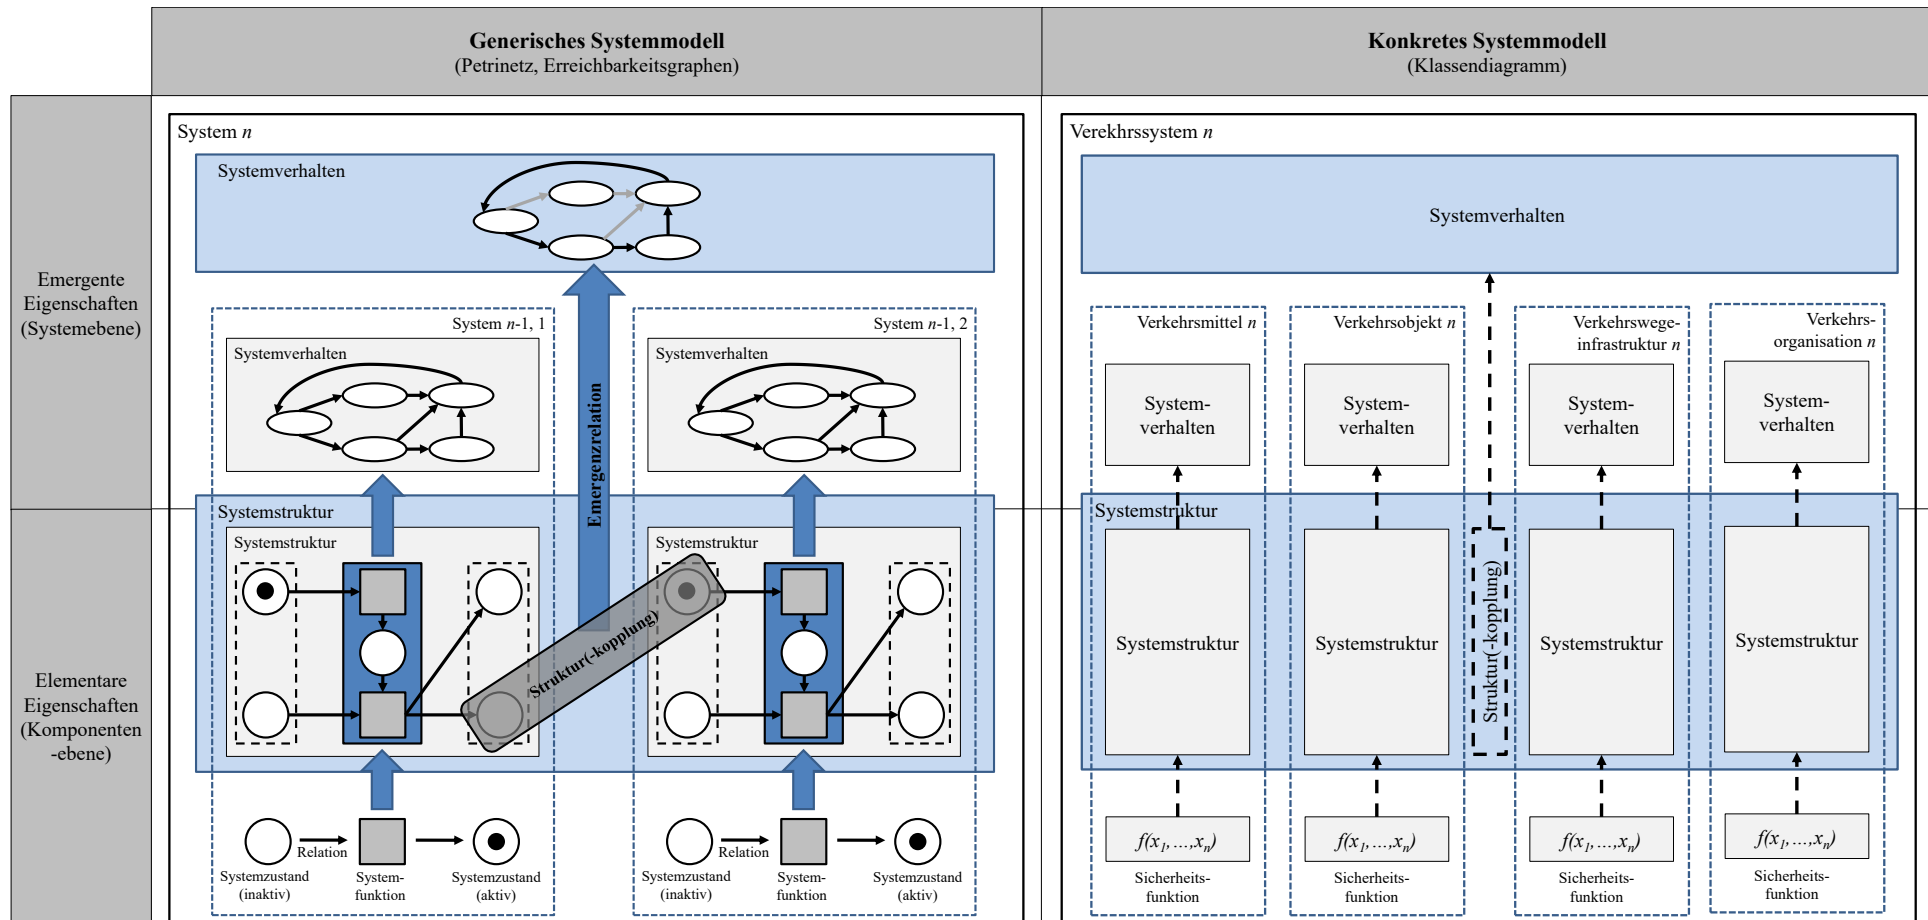 Generisches Systemmodell
(Petrinetz, Erreichbarkeitsgraphen)
Konkretes Systemmodell
(Klassendiagramm)
Emergente
Eigenschaften
(Systemebene)
Elementare
Eigenschaften
(Komponenten
-ebene)
System n
Systemverhalten
System n-1, 1
Systemverhalten
System n-1, 2
Systemverhalten
Emergenzrelation
Systemstruktur
Systemstruktur
Systemstruktur
Struktur(-kopplung)
Relation
Systemzustand
(inaktiv)
System-
funktion
Systemzustand
(aktiv)
Relation
Systemzustand
(inaktiv)
System-
funktion
Systemzustand
(aktiv)
Verekhrssystem n
Systemverhalten
Verkehrsmittel n
System-
verhalten
Verkehrsobjekt n
System-
verhalten
Verkehrswege-
infrastruktur n
System-
verhalten
Verkehrs-
organisation n
System-
verhalten
Systemstruktur
Systemstruktur
Systemstruktur
Struktur(-kopplung)
Systemstruktur
Systemstruktur
f(x1,...,xn)
Sicherheits-
funktion
f(x1,...,xn)
Sicherheits-
funktion
f(x1,...,xn)
Sicherheits-
funktion
f(x1,...,xn)
Sicherheits-
funktion